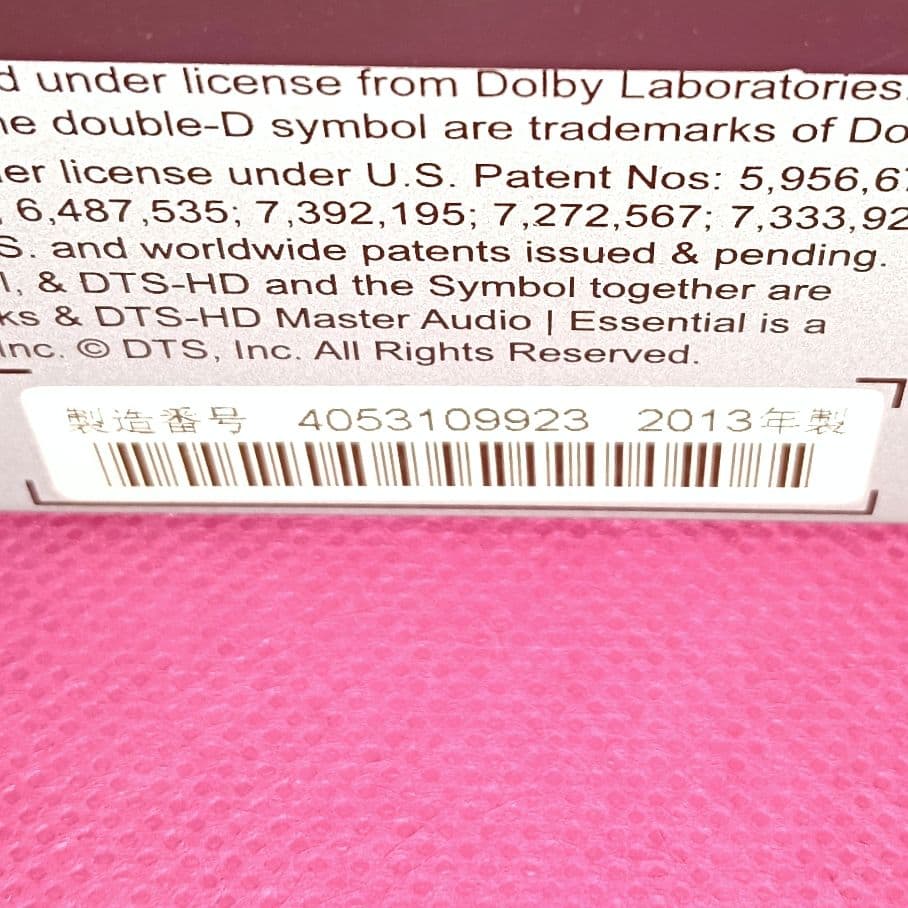 d under license from Dolby Laboratories.
he double-D symbol are trademarks of Do
er license under U.S. Patent Nos: 5,956,67
, 6,487,535; 7,392,195; 7,272,567; 7,333,92
S. and worldwide patents issued & pending.
l, & DTS-HD and the Symbol together are
ks & DTS-HD Master Audio | Essential is a
Inc. © DTS, Inc. All Rights Reserved.
製造番号 4053109923 2013年製